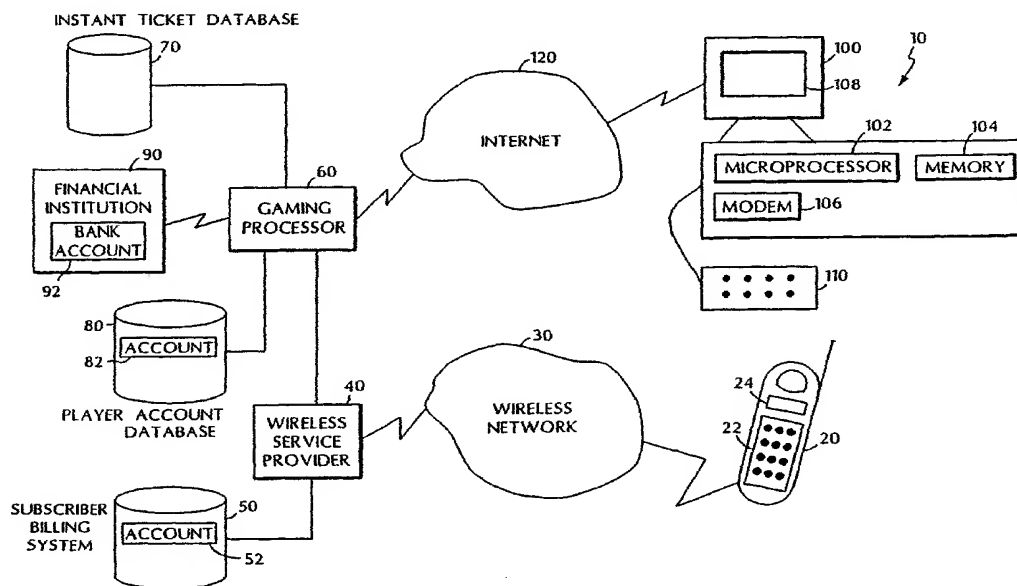 INSTANT TICKET DATABASE
70
120
100
10
108
INTERNET
102
104
MICROPROCESSOR
MEMORY
MODEM
106
110
90
FINANCIAL
INSTITUTION
BANK
ACCOUNT
92
60
GAMING
PROCESSOR
80
ACCOUNT
82
PLAYER ACCOUNT
DATABASE
40
WIRELESS
SERVICE
PROVIDER
30
WIRELESS
NETWORK
24
22
20
SUBSCRIBER
BILLING
SYSTEM
50
ACCOUNT
52